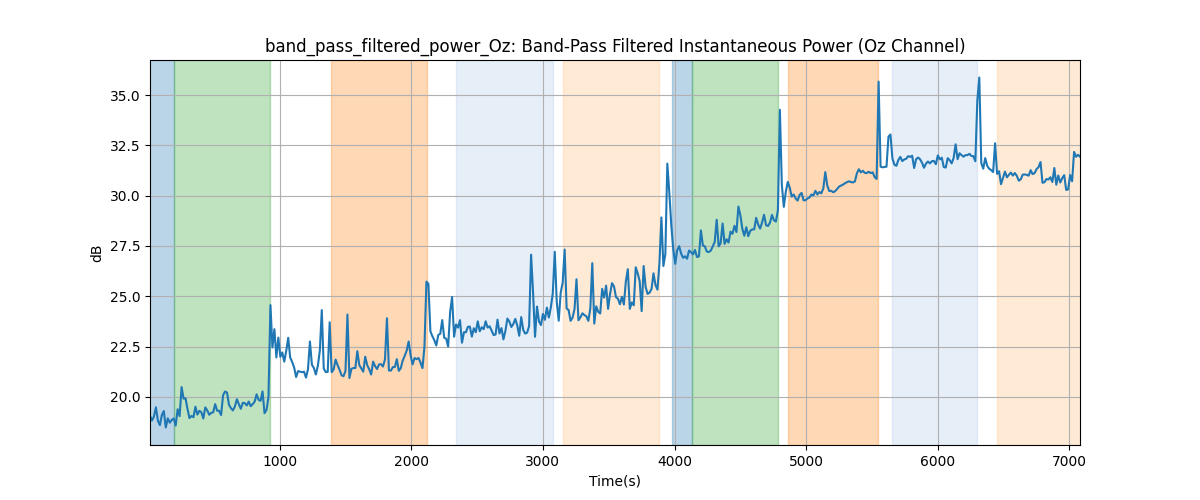 band_pass_filtered_power_Oz: Band-Pass Filtered Instantaneous Power (Oz Channel)
35.0
32.5
30.0
27.5
25.0
22.5
20.0
dB
1000 2000 3000 4000 5000 6000 7000
Time(s)